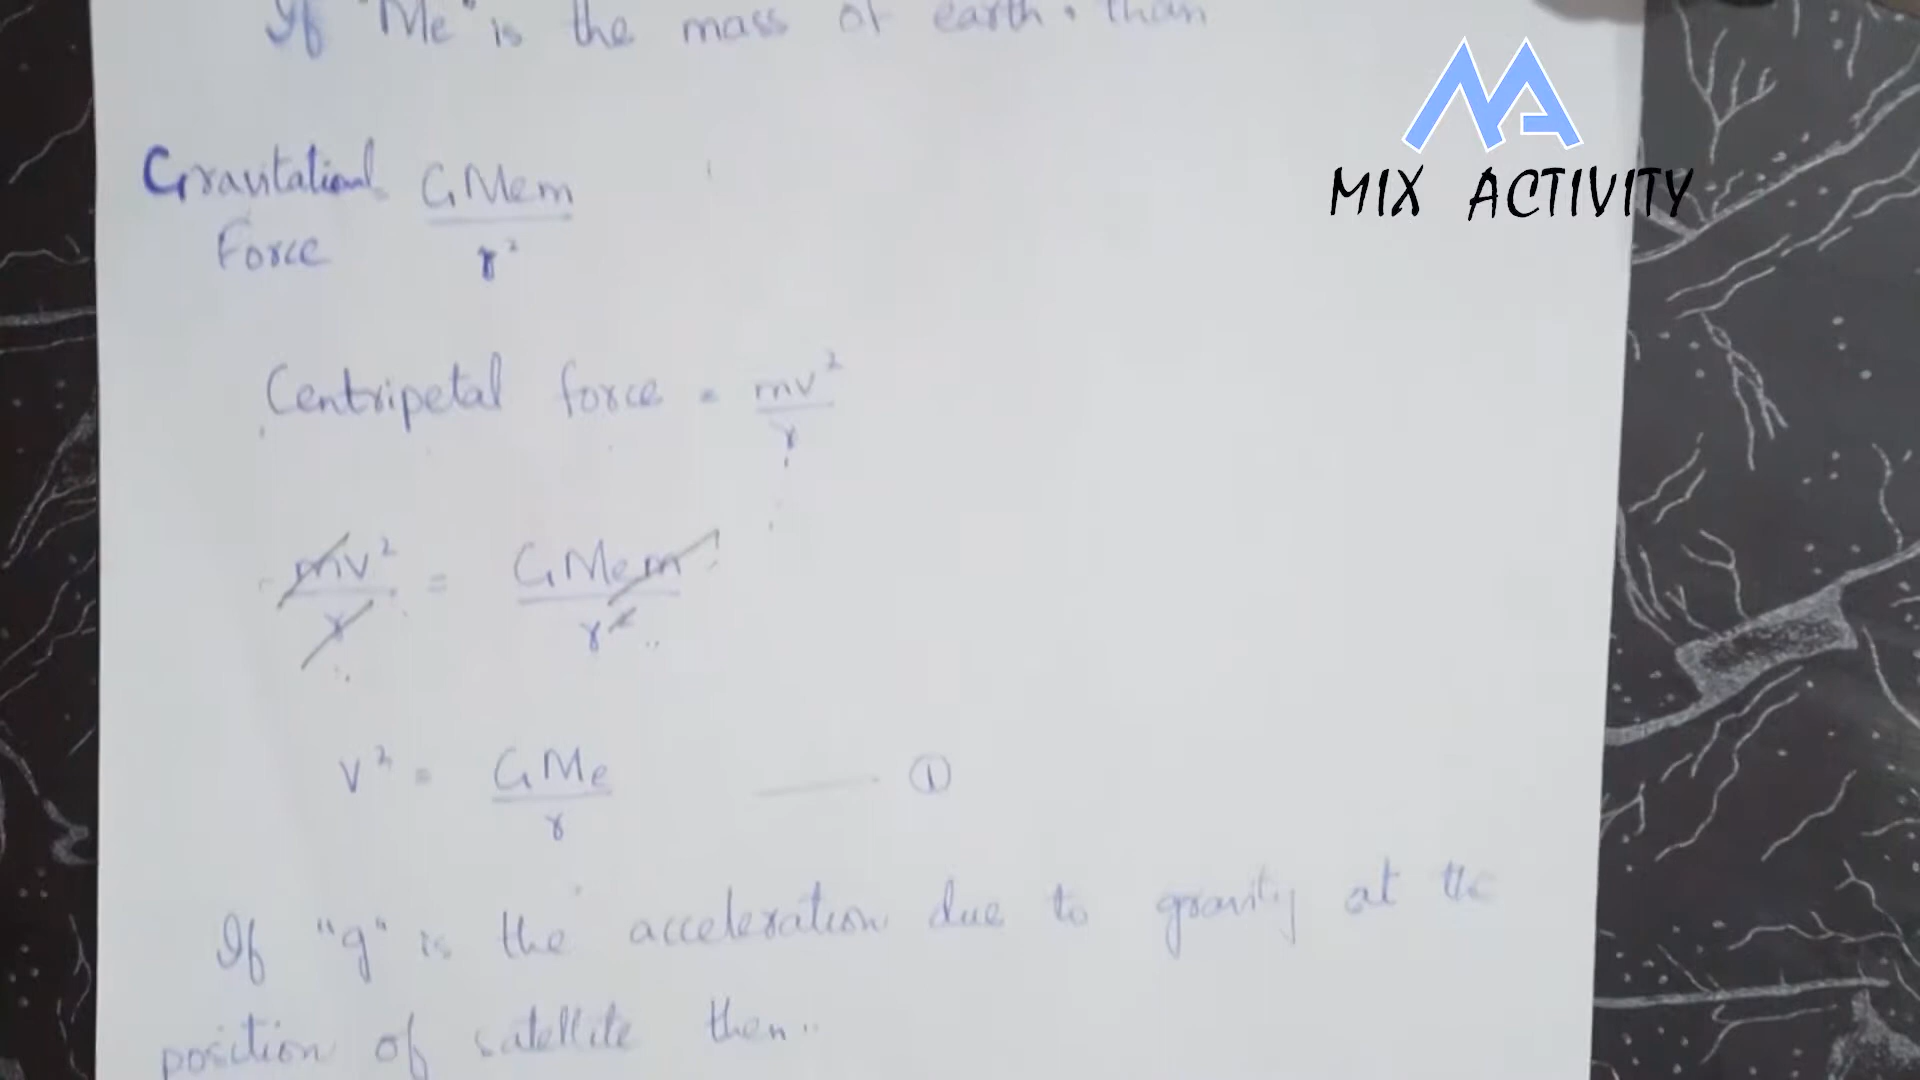 If "Me" is the mass of earth. than
MIX ACTIVITY
Gravitational GMem
Force r²
Centripetal force = mv²
r
mv² = GMem
r r²
v² = GMe ——— ①
r
If "g" is the acceleration due to gravity at the
position of satellite then..